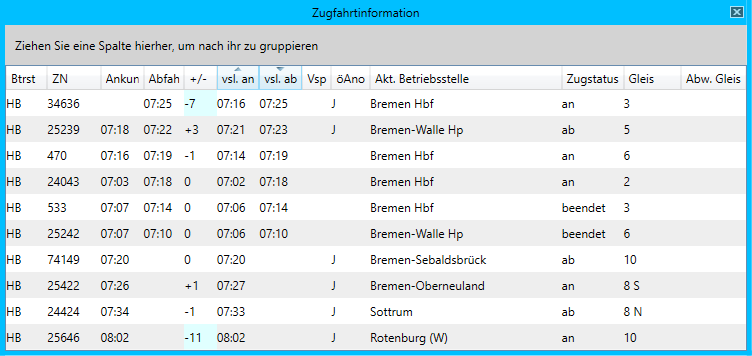 Zugfahrtinformation
Ziehen Sie eine Spalte hierher, um nach ihr zu gruppieren
Btrst ZN Ankun Abfah +/- vsl. an vsl. ab Vsp öAno Akt. Betriebsstelle Zugstatus Gleis Abw. Gleis
HB 34636 07:25 -7 07:16 07:25 J Bremen Hbf an 3
HB 25239 07:18 07:22 +3 07:21 07:23 J Bremen-Walle Hp ab 5
HB 470 07:16 07:19 -1 07:14 07:19 Bremen Hbf an 6
HB 24043 07:03 07:18 0 07:02 07:18 Bremen Hbf an 2
HB 533 07:07 07:14 0 07:06 07:14 Bremen Hbf beendet 3
HB 25242 07:07 07:10 0 07:06 07:10 Bremen-Walle Hp beendet 6
HB 74149 07:20 0 07:20 J Bremen-Sebaldsbrück ab 10
HB 25422 07:26 +1 07:27 J Bremen-Oberneuland an 8 S
HB 24424 07:34 -1 07:33 J Sottrum ab 8 N
HB 25646 08:02 -11 08:02 J Rotenburg (W) an 10